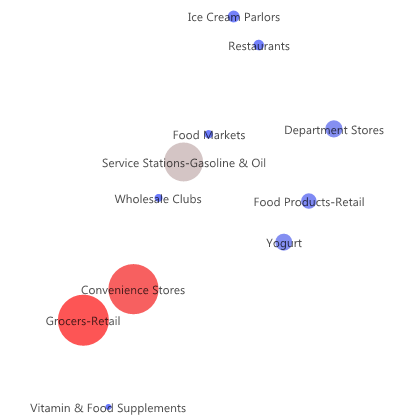 Ice Cream Parlors
Restaurants
Department Stores
Food Markets
Service Stations-Gasoline & Oil
Wholesale Clubs
Food Products-Retail
Yogurt
Convenience Stores
Grocers-Retail
Vitamin & Food Supplements